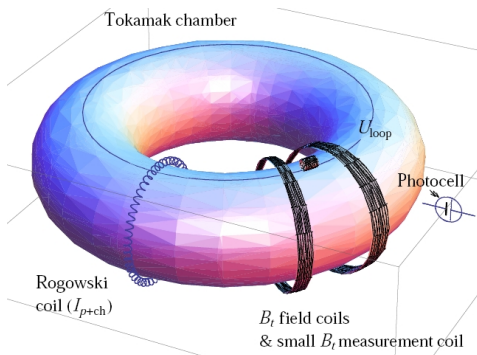 Tokamak chamber
U_loop
Photocell
Rogowski
coil (I_p+ch)
B_t field coils
& small B_t measurement coil